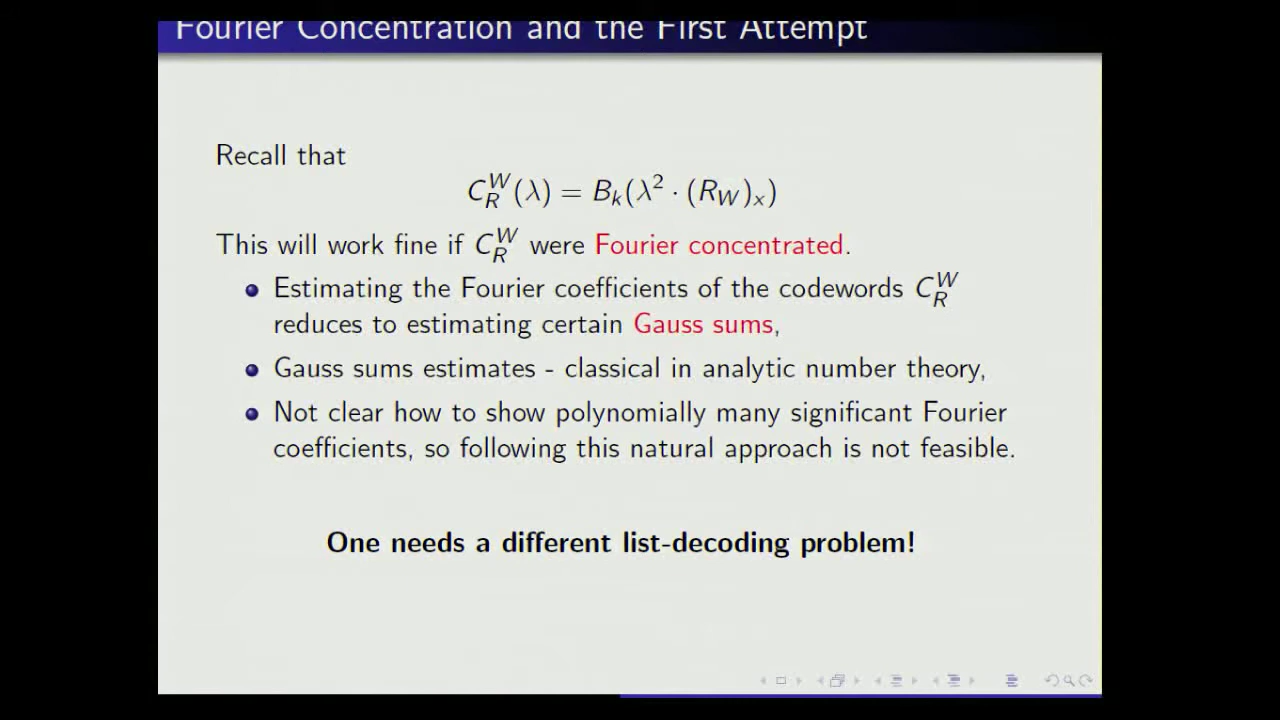 Fourier Concentration and the First Attempt
Recall that
C_R^W(λ) = B_k(λ² · (R_W)_x)
This will work fine if C_R^W were Fourier concentrated.
Estimating the Fourier coefficients of the codewords C_R^W
reduces to estimating certain Gauss sums,
Gauss sums estimates - classical in analytic number theory,
Not clear how to show polynomially many significant Fourier
coefficients, so following this natural approach is not feasible.
One needs a different list-decoding problem!